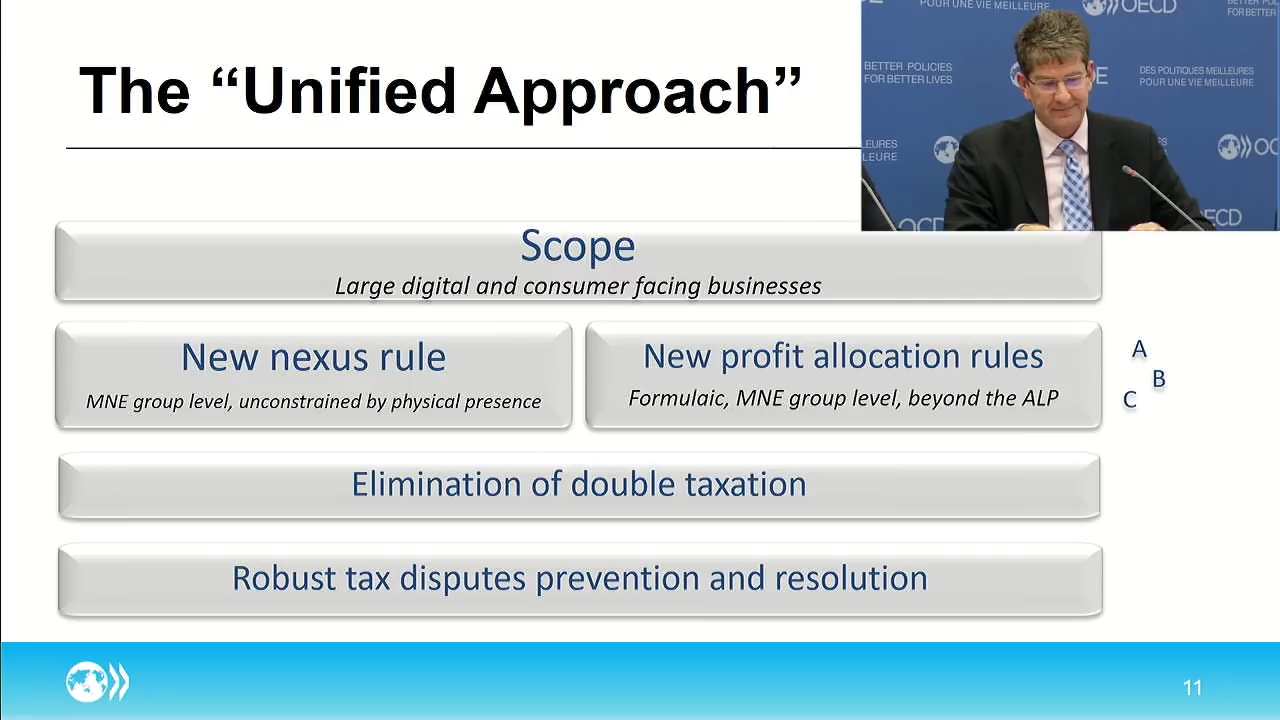 The “Unified Approach”
POUR UNE VIE MEILLEURE
OECD
BETTER POLICIES
FOR BETTER LIVES
DES POLITIQUES MEILLEURES
POUR UNE VIE MEILLEURE
OECD
Scope
Large digital and consumer facing businesses
New nexus rule
MNE group level, unconstrained by physical presence
New profit allocation rules
Formulaic, MNE group level, beyond the ALP
A
B
C
Elimination of double taxation
Robust tax disputes prevention and resolution
11